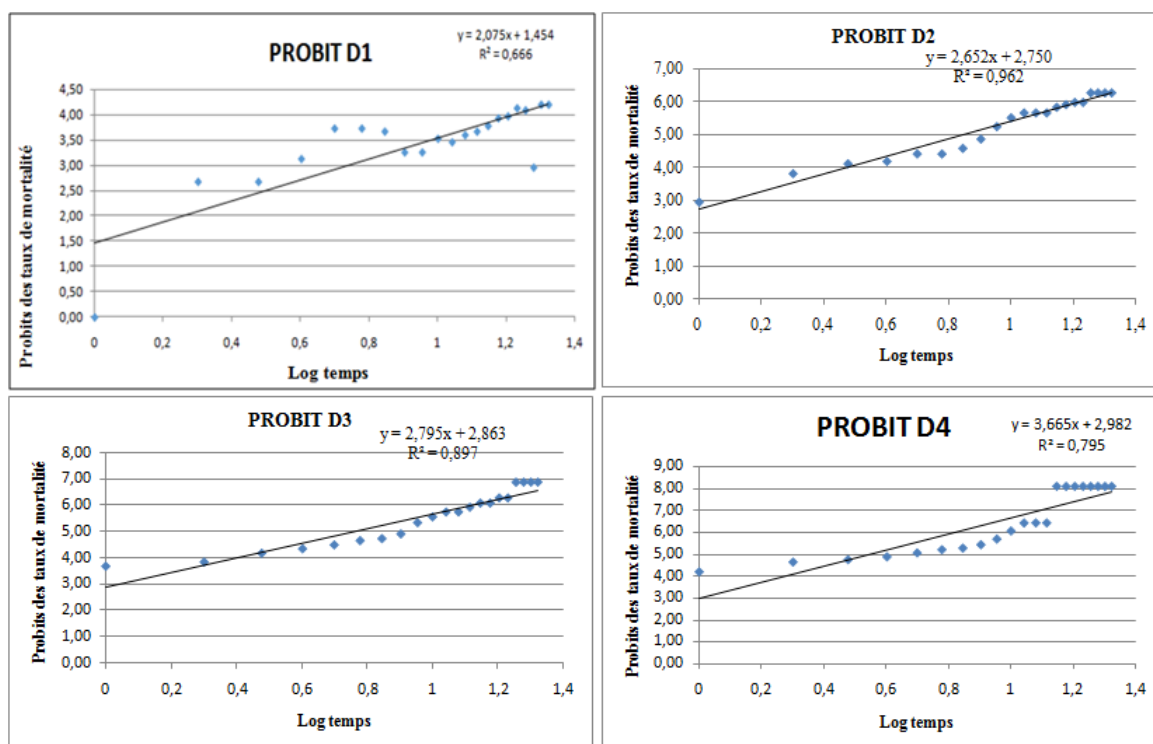 PROBIT D1
y = 2,075x + 1,454
R² = 0,666
Probits des taux de mortalité
4,50
4,00
3,50
3,00
2,50
2,00
1,50
1,00
0,50
0,00
0 0,2 0,4 0,6 0,8 1 1,2 1,4
Log temps
PROBIT D2
y = 2,652x + 2,750
R² = 0,962
Probits des taux de mortalité
7,00
6,00
5,00
4,00
3,00
2,00
1,00
0,00
0 0,2 0,4 0,6 0,8 1 1,2 1,4
Log temps
PROBIT D3
y = 2,795x + 2,863
R² = 0,897
Probits des taux de mortalité
8,00
7,00
6,00
5,00
4,00
3,00
2,00
1,00
0,00
0 0,2 0,4 0,6 0,8 1 1,2 1,4
Log temps
PROBIT D4
y = 3,665x + 2,982
R² = 0,795
Probits des taux de mortalité
9,00
8,00
7,00
6,00
5,00
4,00
3,00
2,00
1,00
0,00
0 0,2 0,4 0,6 0,8 1 1,2 1,4
Log temps